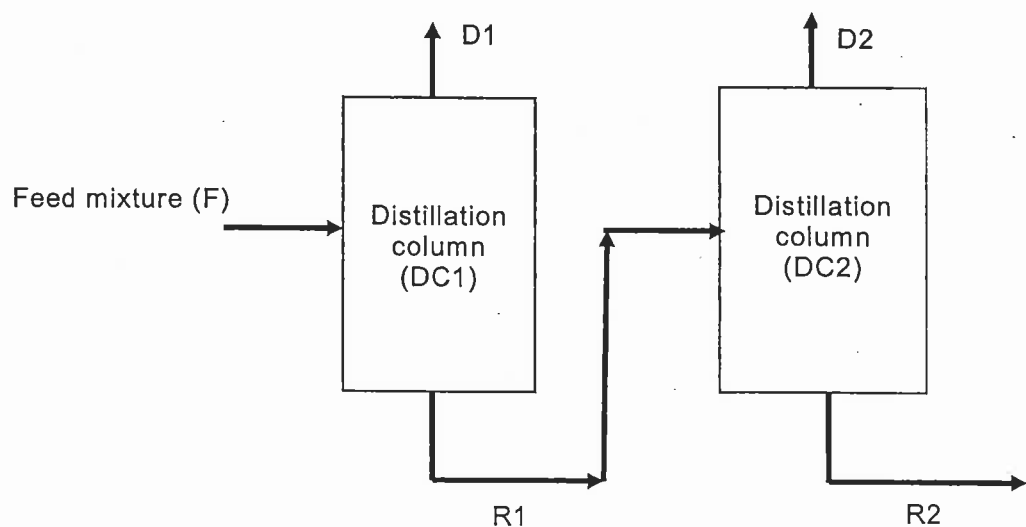 D1
D2
Feed mixture (F)
Distillation
column
(DC1)
Distillation
column
(DC2)
R1
R2